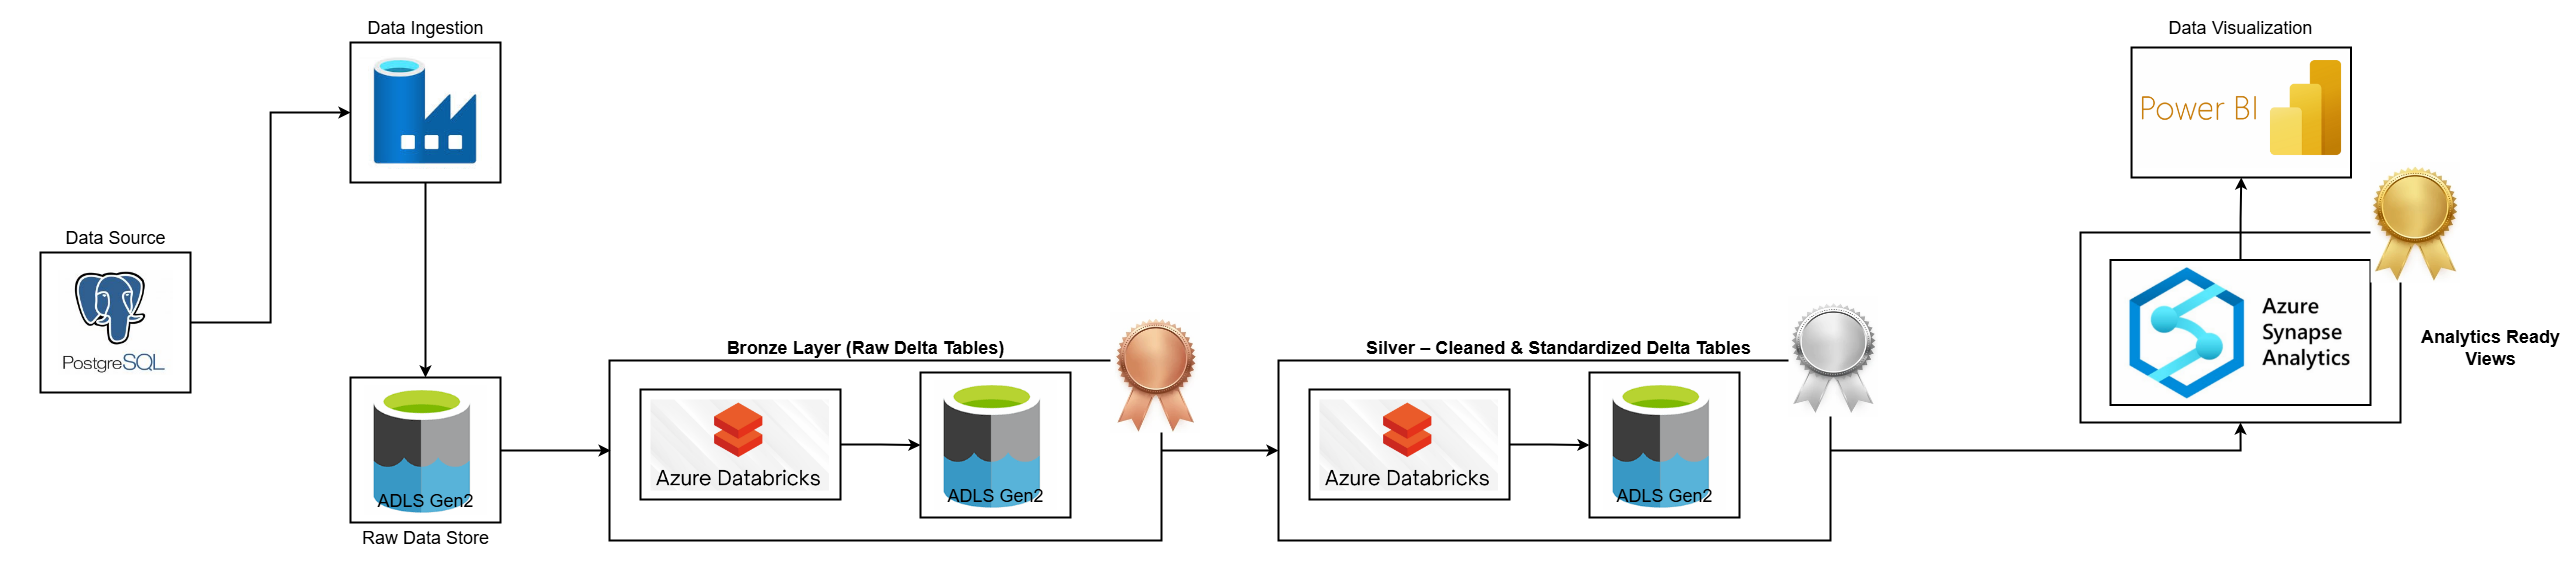 Data Ingestion
Data Source
PostgreSQL
ADLS Gen2
Raw Data Store
Bronze Layer (Raw Delta Tables)
Azure Databricks
ADLS Gen2
Silver – Cleaned & Standardized Delta Tables
Azure Databricks
ADLS Gen2
Data Visualization
Power BI
Azure
Synapse
Analytics
Analytics Ready
Views